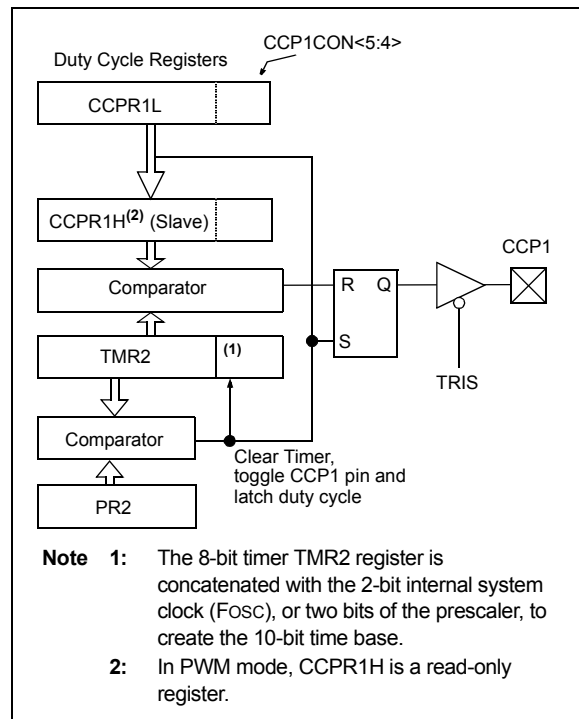 CCP1CON<5:4>
Duty Cycle Registers
CCPR1L
CCPR1H(2) (Slave)
CCP1
Comparator
R Q
S
TMR2
(1)
TRIS
Comparator
Clear Timer,
toggle CCP1 pin and
latch duty cycle
PR2
Note 1: The 8-bit timer TMR2 register is
concatenated with the 2-bit internal system
clock (FOSC), or two bits of the prescaler, to
create the 10-bit time base.
2: In PWM mode, CCPR1H is a read-only
register.